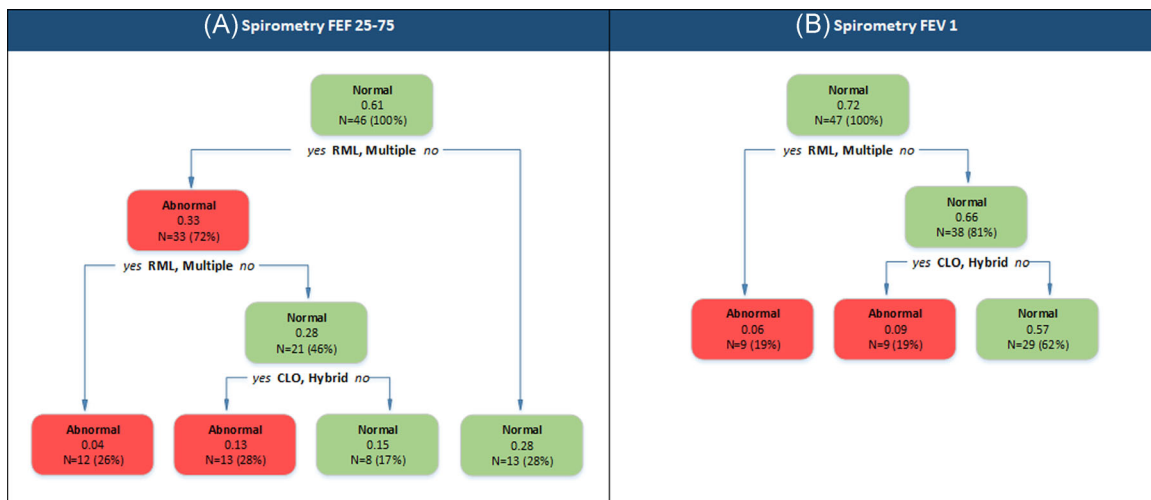 (A) Spirometry FEF 25-75
Normal
0.61
N=46 (100%)
yes RML, Multiple no
Abnormal
0.33
N=33 (72%)
yes RML, Multiple no
Normal
0.28
N=21 (46%)
yes CLO, Hybrid no
Abnormal
0.04
N=12 (26%)
Abnormal
0.13
N=13 (28%)
Normal
0.15
N=8 (17%)
Normal
0.28
N=13 (28%)
(B) Spirometry FEV 1
Normal
0.72
N=47 (100%)
yes RML, Multiple no
Normal
0.66
N=38 (81%)
yes CLO, Hybrid no
Abnormal
0.06
N=9 (19%)
Abnormal
0.09
N=9 (19%)
Normal
0.57
N=29 (62%)